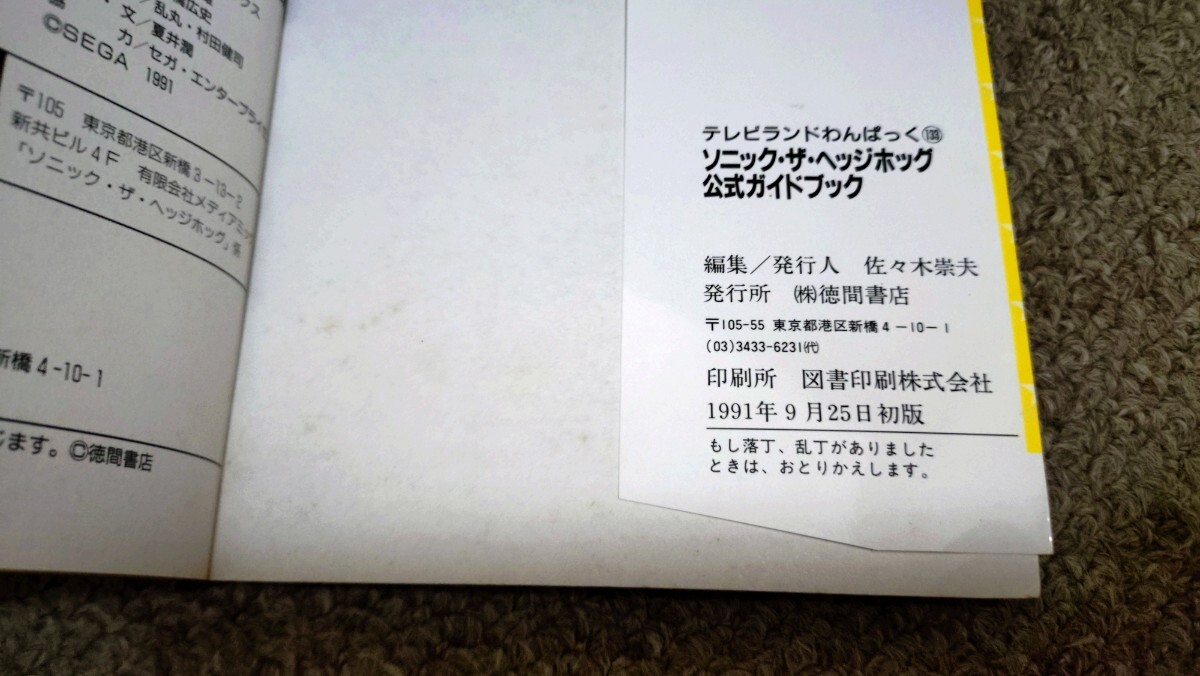 クス
広史
乱丸・村田健司
文／夏井潤
カ／セガ・エンタープライ
©SEGA 1991
〒105 東京都港区新橋3-13-2
新共ビル4F 有限会社メディアミッ
「ソニック・ザ・ヘッジホッグ」係
新橋4-10-1
ます。©徳間書店
テレビランドわんぱっく
ソニック・ザ・ヘッジホッグ
公式ガイドブック
編集／発行人 佐々木崇夫
発行所 ㈱徳間書店
〒105-55 東京都港区新橋4-10-1
(03)3433-6231㈹
印刷所 図書印刷株式会社
1991年9月25日初版
もし落丁、乱丁がありました
ときは、おとりかえします。